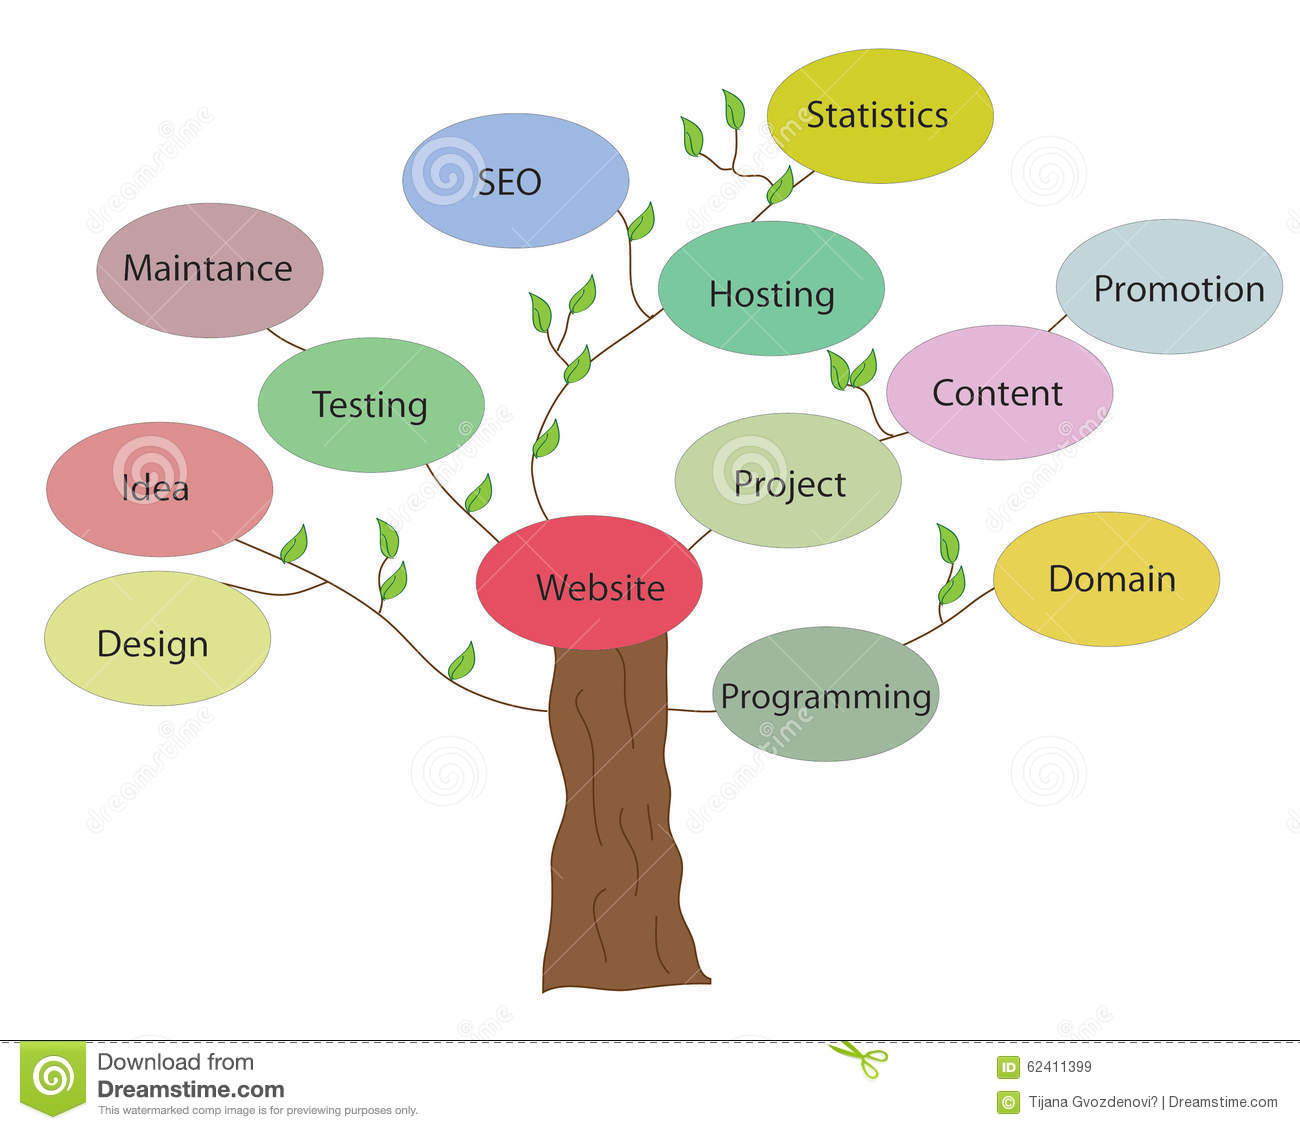 Statistics
SEO
Maintance
Hosting
Promotion
Testing
Content
Idea
Project
Website
Domain
Design
Programming
dreamstime
Download from
Dreamstime.com
This watermarked comp image is for previewing purposes only.
ID 62411399
© Tijana Gvozdenovi? | Dreamstime.com